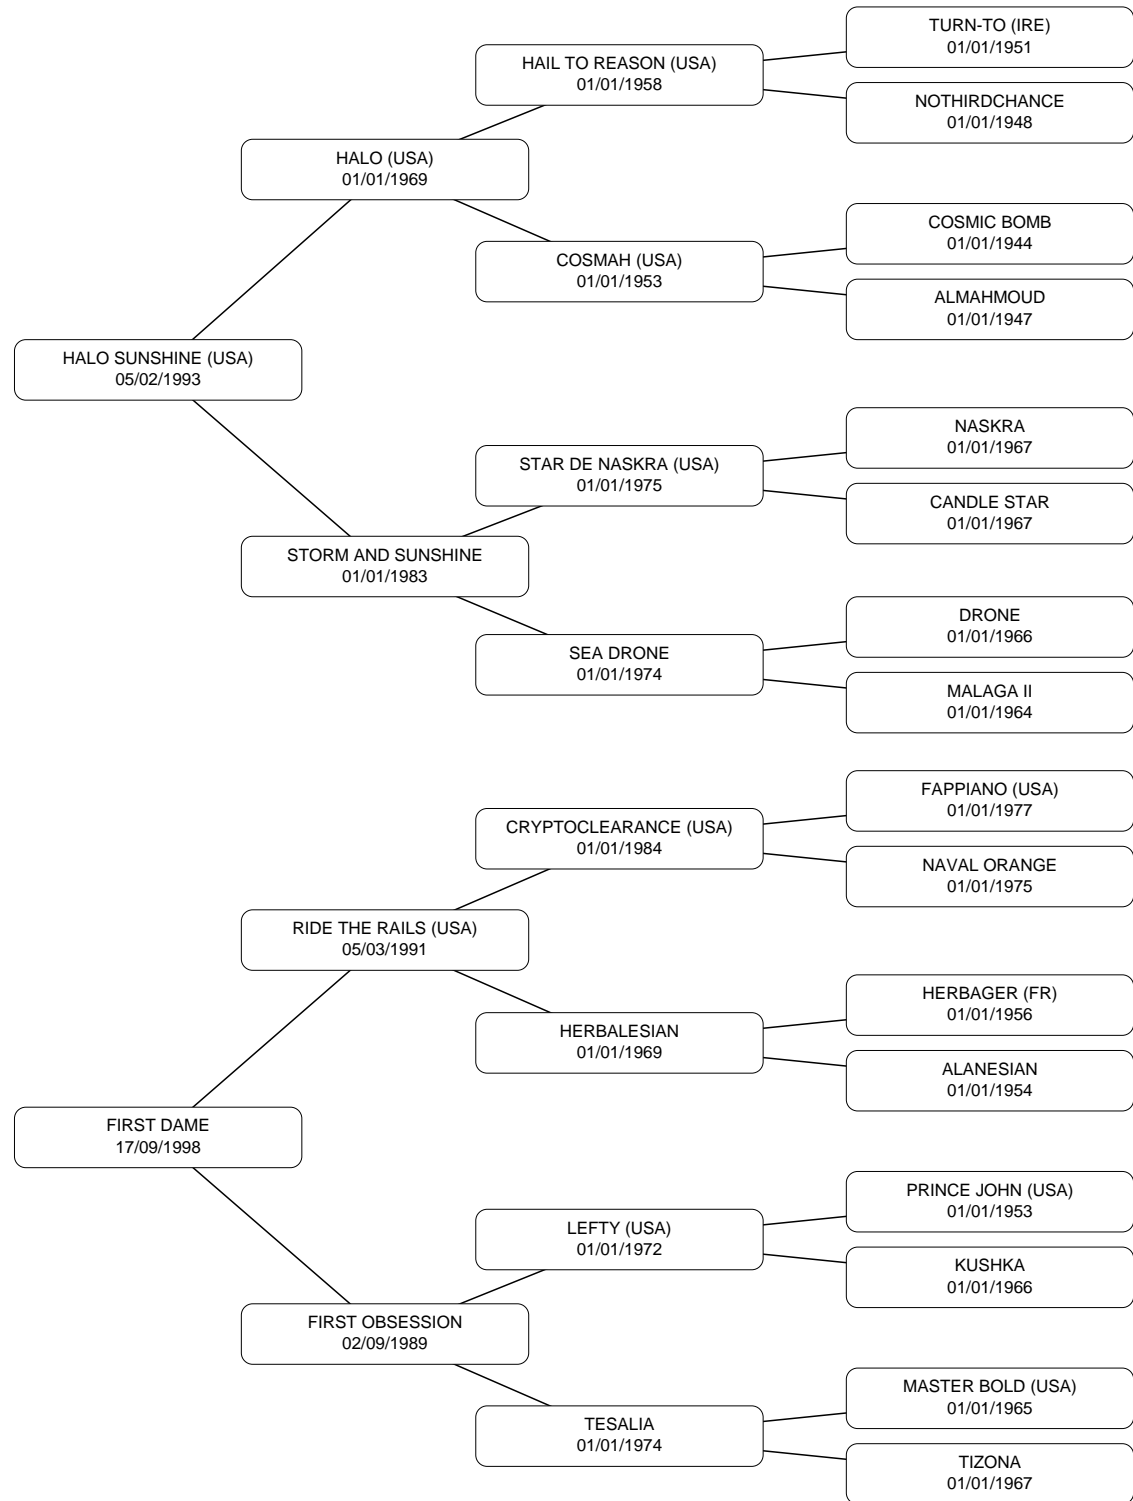 TURN-TO (IRE)
01/01/1951
HAIL TO REASON (USA)
01/01/1958
NOTHIRDCHANCE
01/01/1948
HALO (USA)
01/01/1969
COSMIC BOMB
01/01/1944
COSMAH (USA)
01/01/1953
ALMAHMOUD
01/01/1947
HALO SUNSHINE (USA)
05/02/1993
NASKRA
01/01/1967
STAR DE NASKRA (USA)
01/01/1975
CANDLE STAR
01/01/1967
STORM AND SUNSHINE
01/01/1983
DRONE
01/01/1966
SEA DRONE
01/01/1974
MALAGA II
01/01/1964
FAPPIANO (USA)
01/01/1977
CRYPTOCLEARANCE (USA)
01/01/1984
NAVAL ORANGE
01/01/1975
RIDE THE RAILS (USA)
05/03/1991
HERBAGER (FR)
01/01/1956
HERBALESIAN
01/01/1969
ALANESIAN
01/01/1954
FIRST DAME
17/09/1998
PRINCE JOHN (USA)
01/01/1953
LEFTY (USA)
01/01/1972
KUSHKA
01/01/1966
FIRST OBSESSION
02/09/1989
MASTER BOLD (USA)
01/01/1965
TESALIA
01/01/1974
TIZONA
01/01/1967